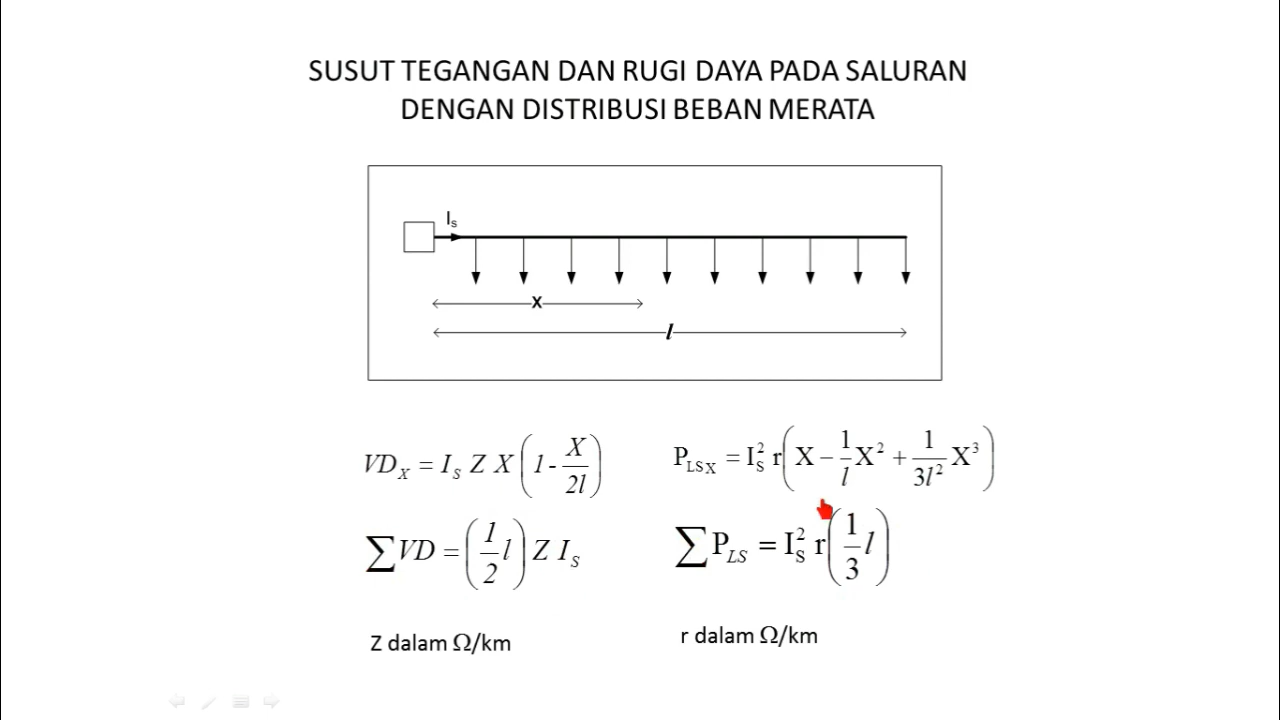 SUSUT TEGANGAN DAN RUGI DAYA PADA SALURAN
DENGAN DISTRIBUSI BEBAN MERATA
Iₛ
X
l
VD_X = I_S Z X (1 - X/2l)
P_LSX = I_S² r (X − 1/l X² + 1/3l² X³)
∑VD = (1/2 l) Z I_S
∑P_LS = I_S² r (1/3 l)
Z dalam Ω/km
r dalam Ω/km